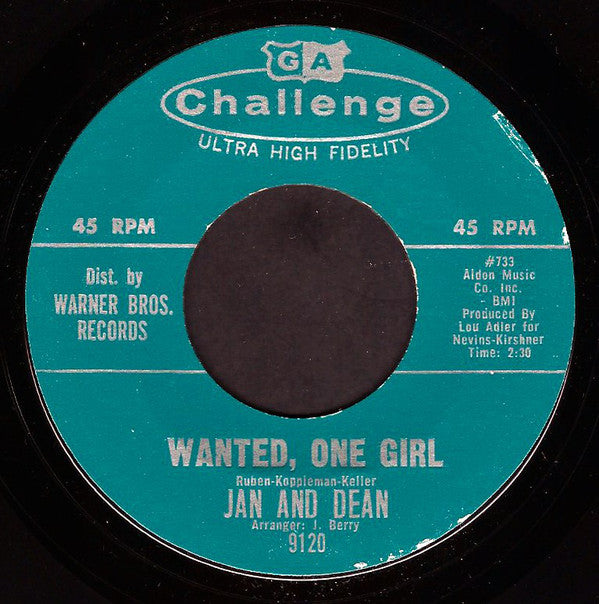 GA
Challenge
ULTRA HIGH FIDELITY
45 RPM
45 RPM
Dist. by
WARNER BROS.
RECORDS
#733
Aldon Music
Co. Inc.
- BMI
Produced By
Lou Adler for
Nevins-Kirshner
Time: 2:30
WANTED, ONE GIRL
Ruben-Koppleman-Keller
JAN AND DEAN
Arranger: J. Berry
9120